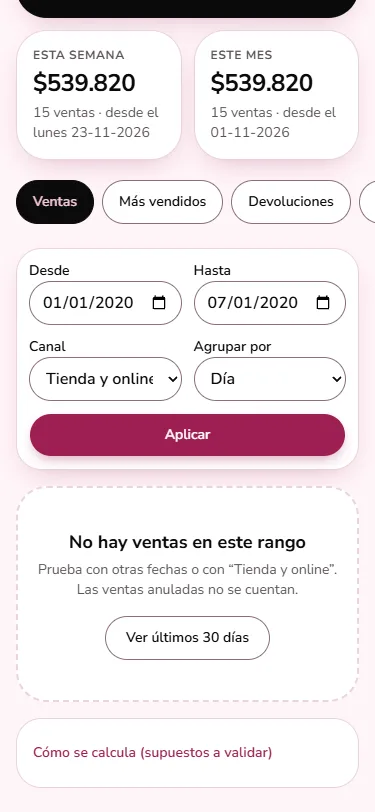 ESTA SEMANA
$539.820
15 ventas · desde el
lunes 23-11-2026
ESTE MES
$539.820
15 ventas · desde el
01-11-2026
Ventas
Más vendidos
Devoluciones
Desde
Hasta
01/01/2020
07/01/2020
Canal
Agrupar por
Tienda y online
Día
Aplicar
No hay ventas en este rango
Prueba con otras fechas o con “Tienda y online”.
Las ventas anuladas no se cuentan.
Ver últimos 30 días
Cómo se calcula (supuestos a validar)